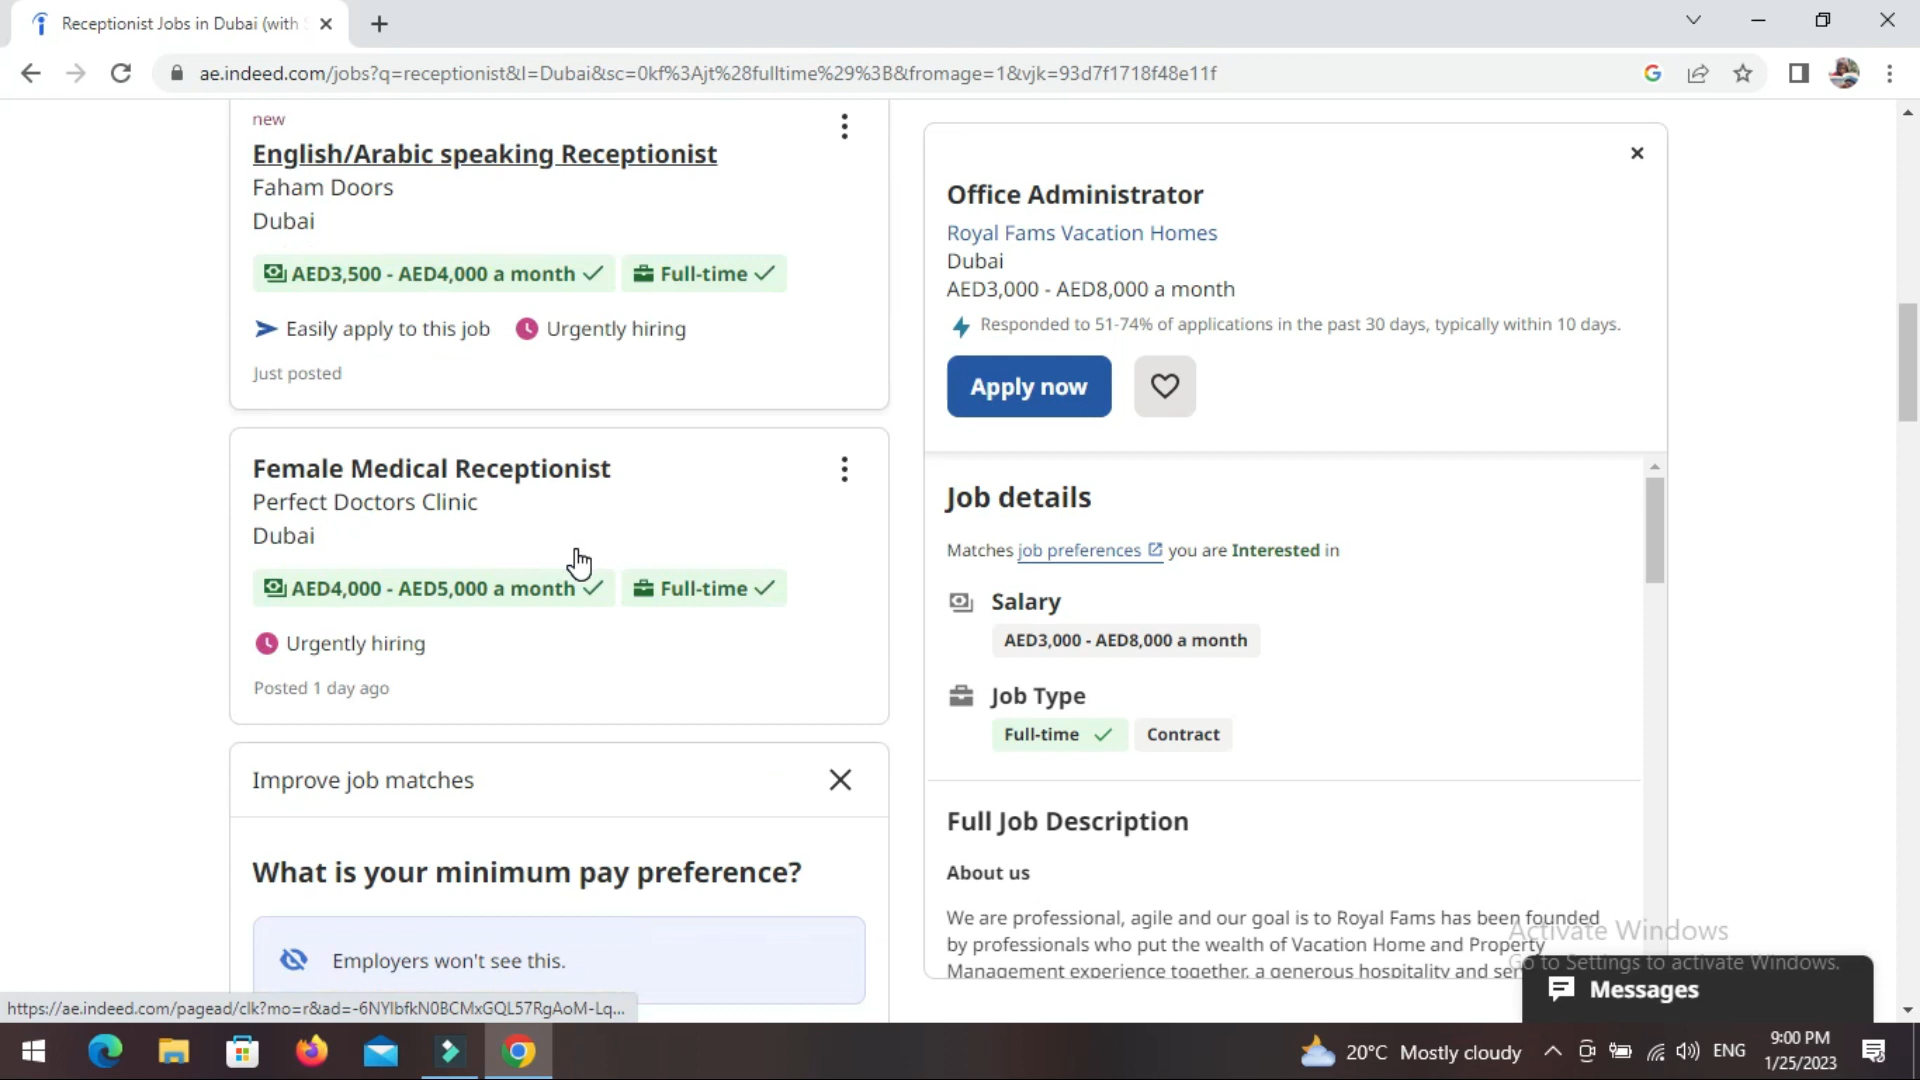 Receptionist Jobs in Dubai (with
ae.indeed.com/jobs?q=receptionist&l=Dubai&sc=0kf%3Ajt%28fulltime%29%3B&fromage=1&vjk=93d7f1718f48e11f
new
English/Arabic speaking Receptionist
Faham Doors
Dubai
AED3,500 - AED4,000 a month
Full-time
Easily apply to this job
Urgently hiring
Just posted
Female Medical Receptionist
Perfect Doctors Clinic
Dubai
AED4,000 - AED5,000 a month
Full-time
Urgently hiring
Posted 1 day ago
Improve job matches
What is your minimum pay preference?
Employers won't see this.
Office Administrator
Royal Fams Vacation Homes
Dubai
AED3,000 - AED8,000 a month
Responded to 51-74% of applications in the past 30 days, typically within 10 days.
Apply now
Job details
Matches job preferences you are Interested in
Salary
AED3,000 - AED8,000 a month
Job Type
Full-time
Contract
Full Job Description
About us
We are professional, agile and our goal is to Royal Fams has been founded
by professionals who put the wealth of Vacation Home and Property
Management experience together, a generous hospitality and
Activate Windows
Go to Settings to activate Windows.
Messages
https://ae.indeed.com/pagead/clk?mo=r&ad=-6NYlbfkN0BCMxGQL57RgAoM-Lq...
20°C Mostly cloudy
ENG
9:00 PM
1/25/2023